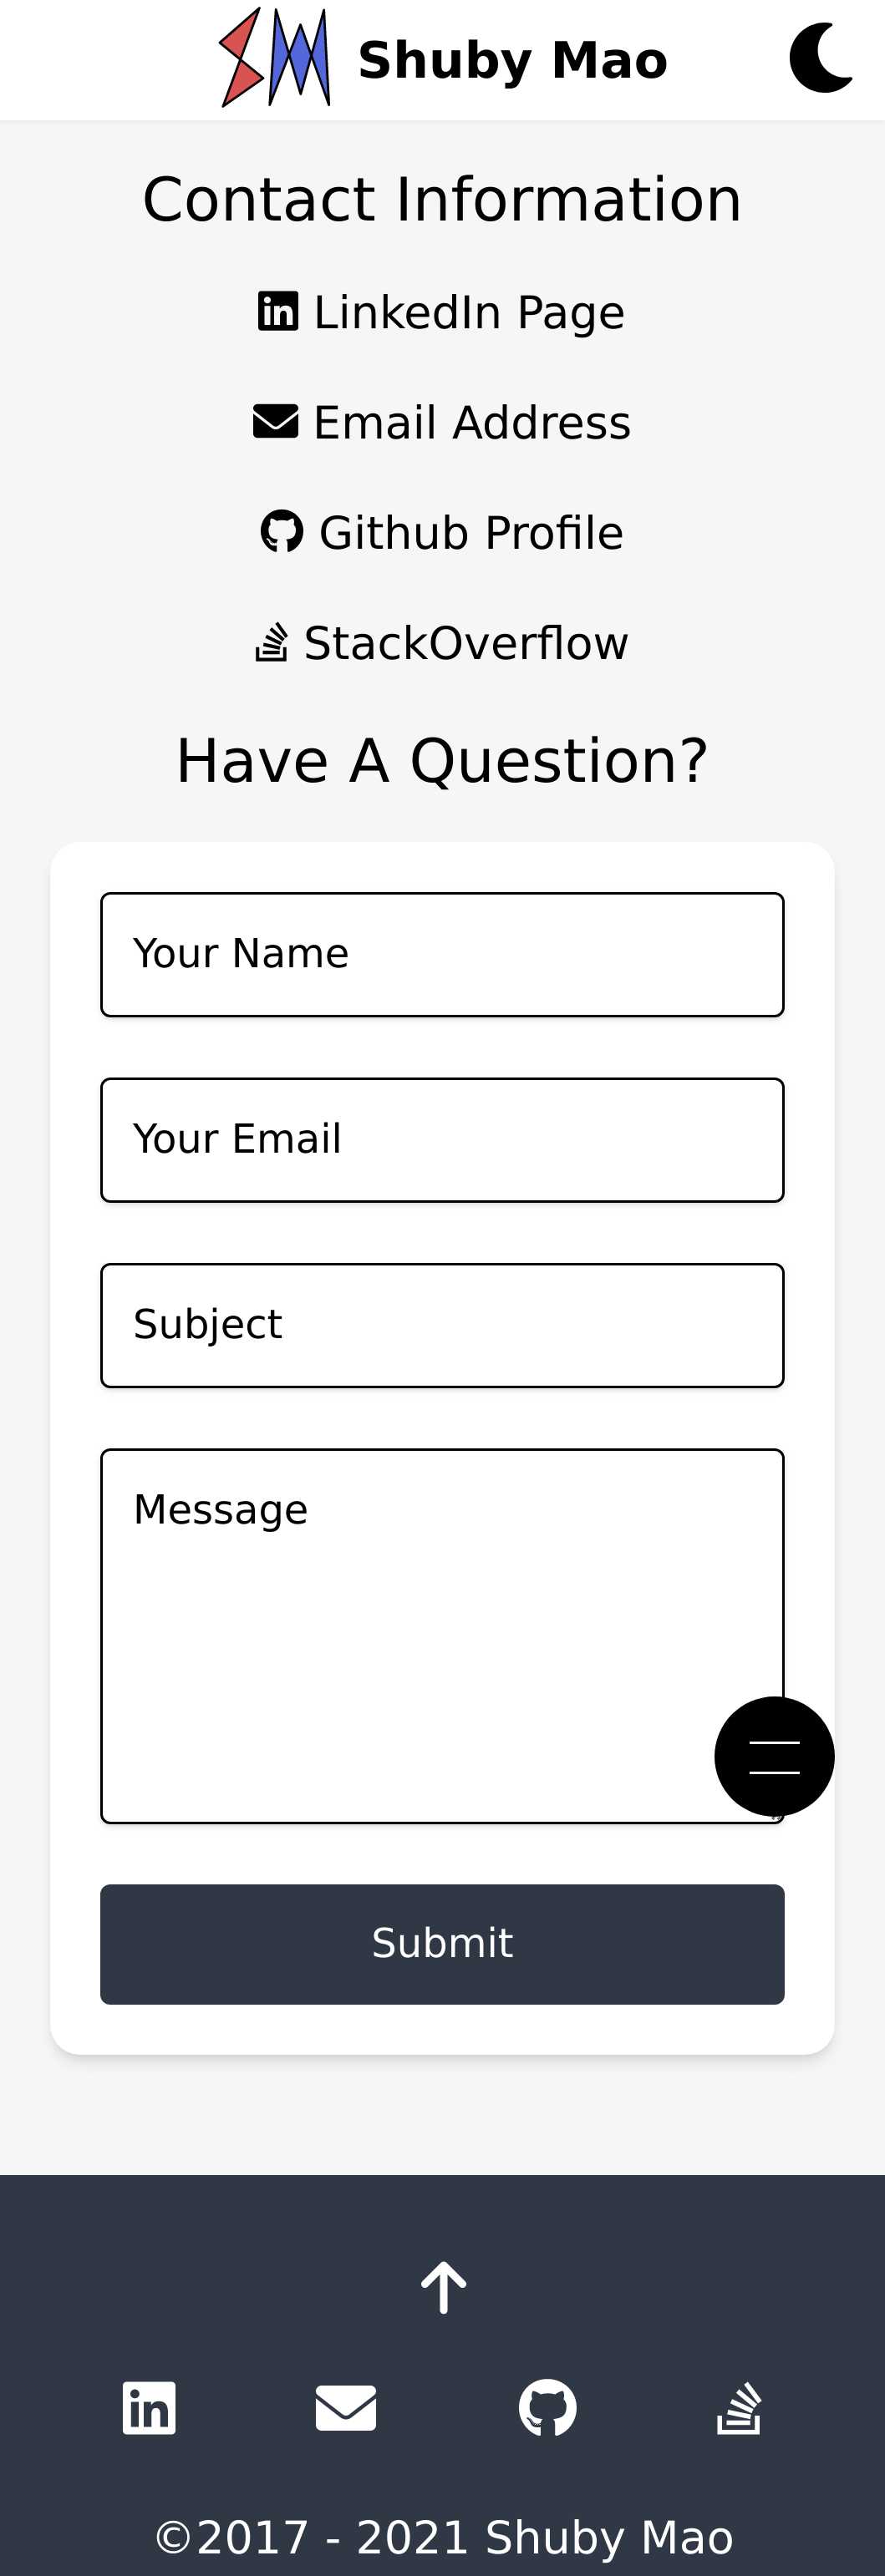 Shuby Mao
Contact Information
LinkedIn Page
Email Address
Github Profile
StackOverflow
Have A Question?
Your Name
Your Email
Subject
Message
Submit
©2017 - 2021 Shuby Mao